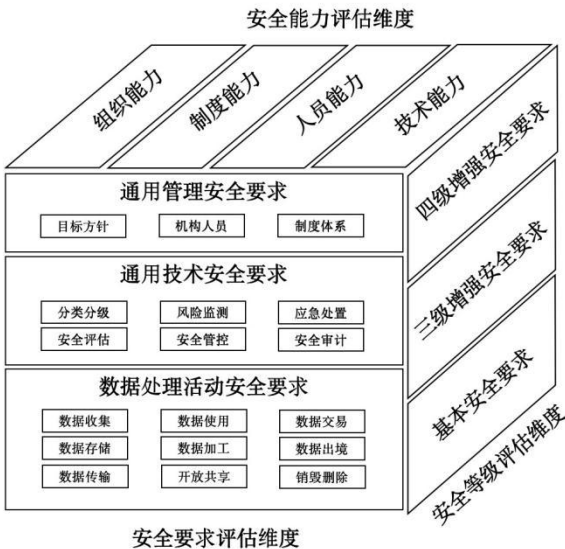 安全能力评估维度
组织能力
制度能力
人员能力
技术能力
通用管理安全要求
目标方针 机构人员 制度体系
通用技术安全要求
分类分级 风险监测 应急处置
安全评估 安全管控 安全审计
数据处理活动安全要求
数据收集 数据使用 数据交易
数据存储 数据加工 数据出境
数据传输 开放共享 销毁删除
四级增强安全要求
三级增强安全要求
基本安全要求
安全等级评估维度
安全要求评估维度